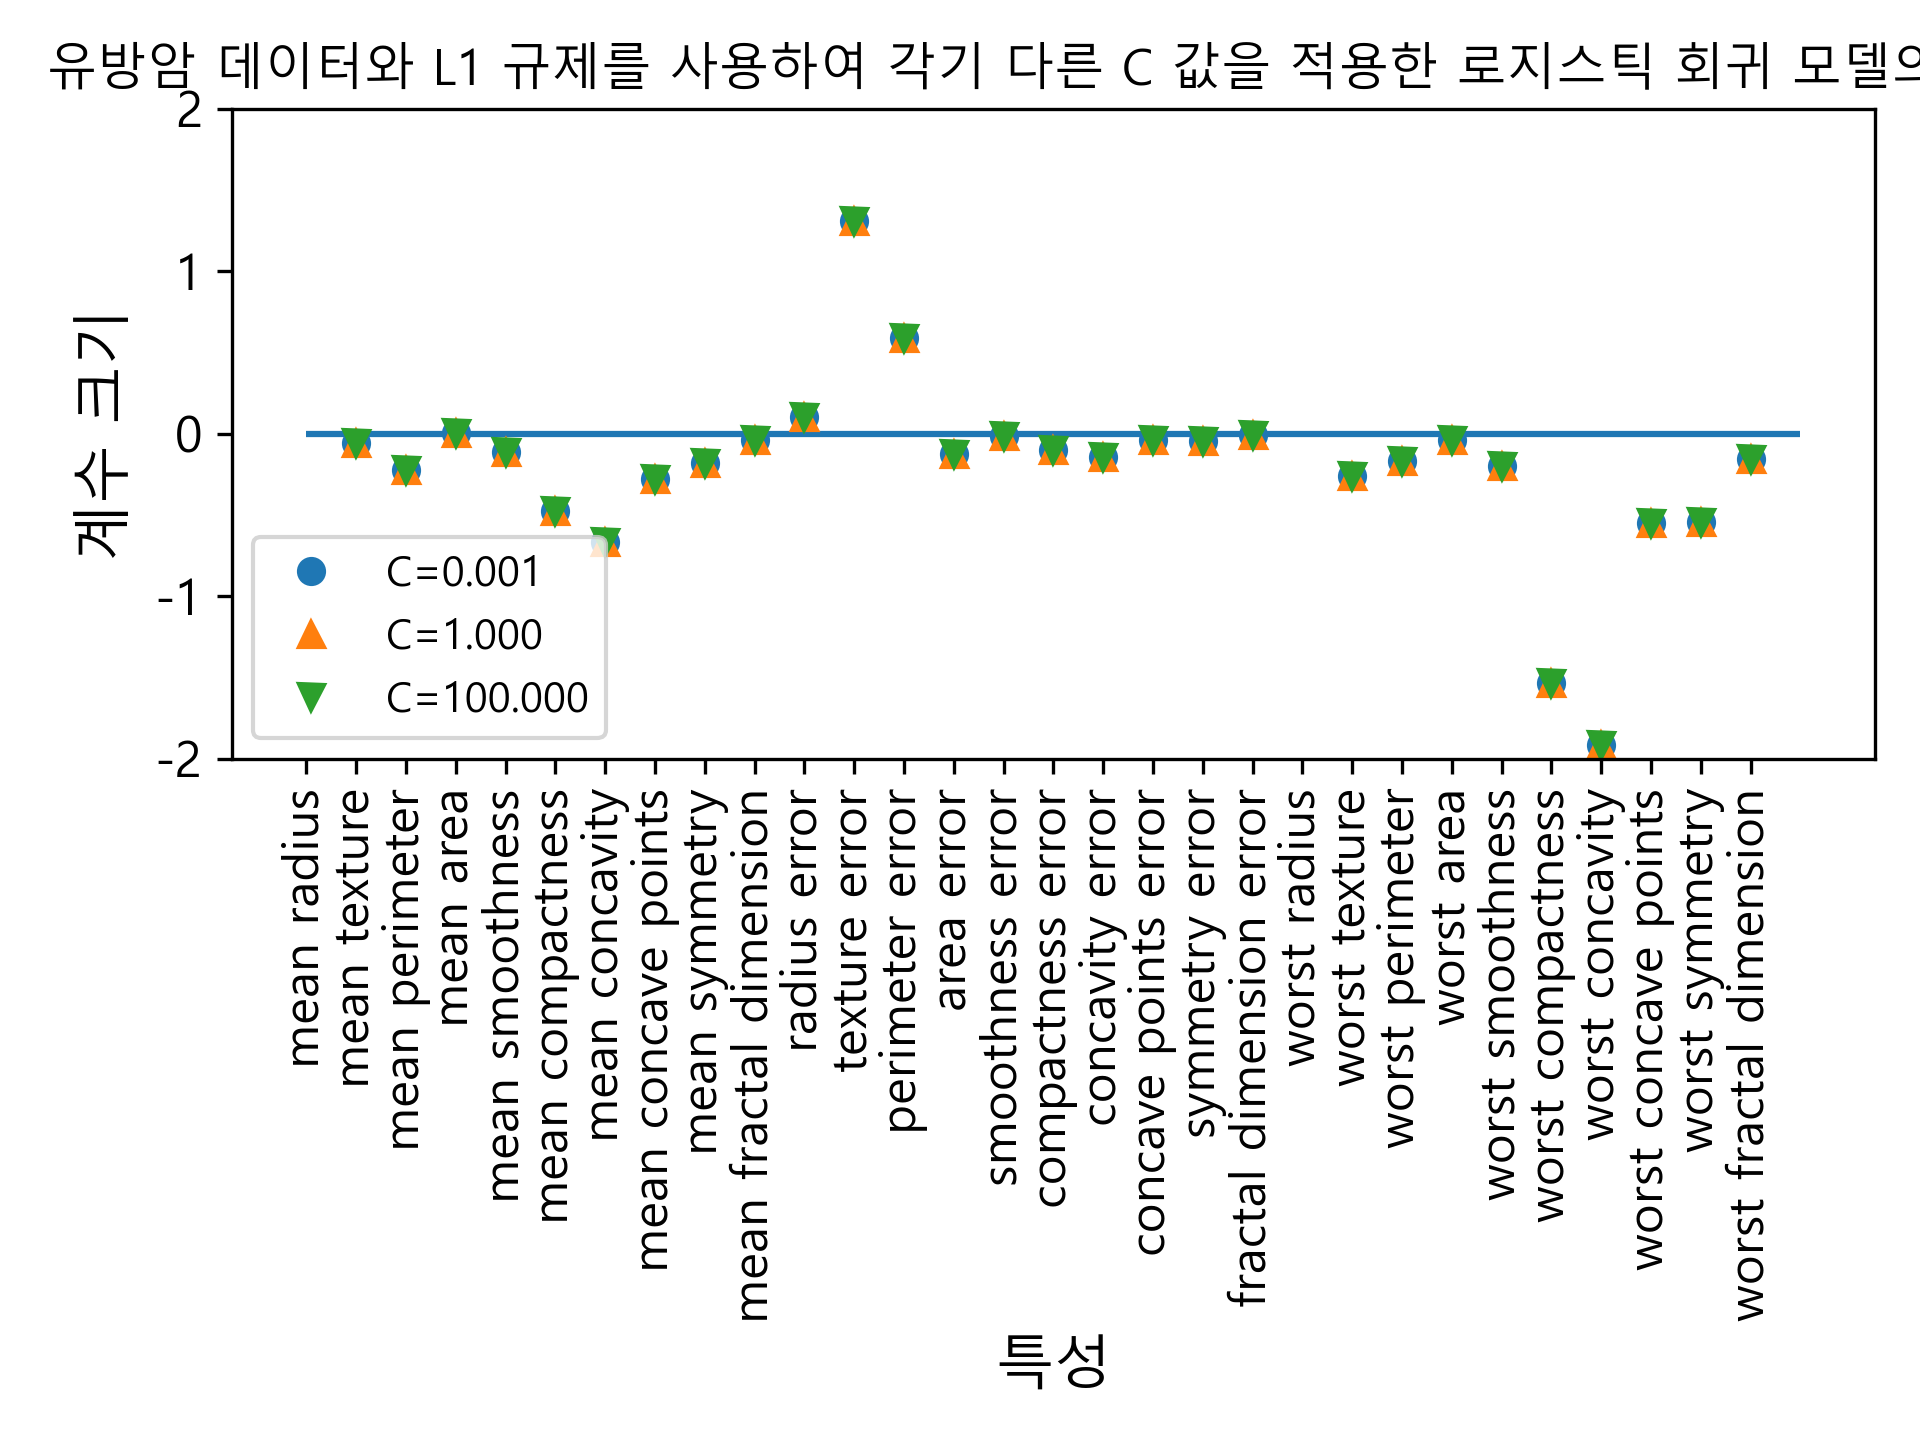 유방암 데이터와 L1 규제를 사용하여 각기 다른 C 값을 적용한 로지스틱 회귀
2
1
0
-1
-2
계수 크기
C=0.001
C=1.000
C=100.000
mean radius
mean texture
mean perimeter
mean area
mean smoothness
mean compactness
mean concavity
mean concave points
mean symmetry
mean fractal dimension
radius error
texture error
perimeter error
area error
smoothness error
compactness error
concavity error
concave points error
symmetry error
fractal dimension error
worst radius
worst texture
worst perimeter
worst area
worst smoothness
worst compactness
worst concavity
worst concave points
worst symmetry
worst fractal dimension
특성